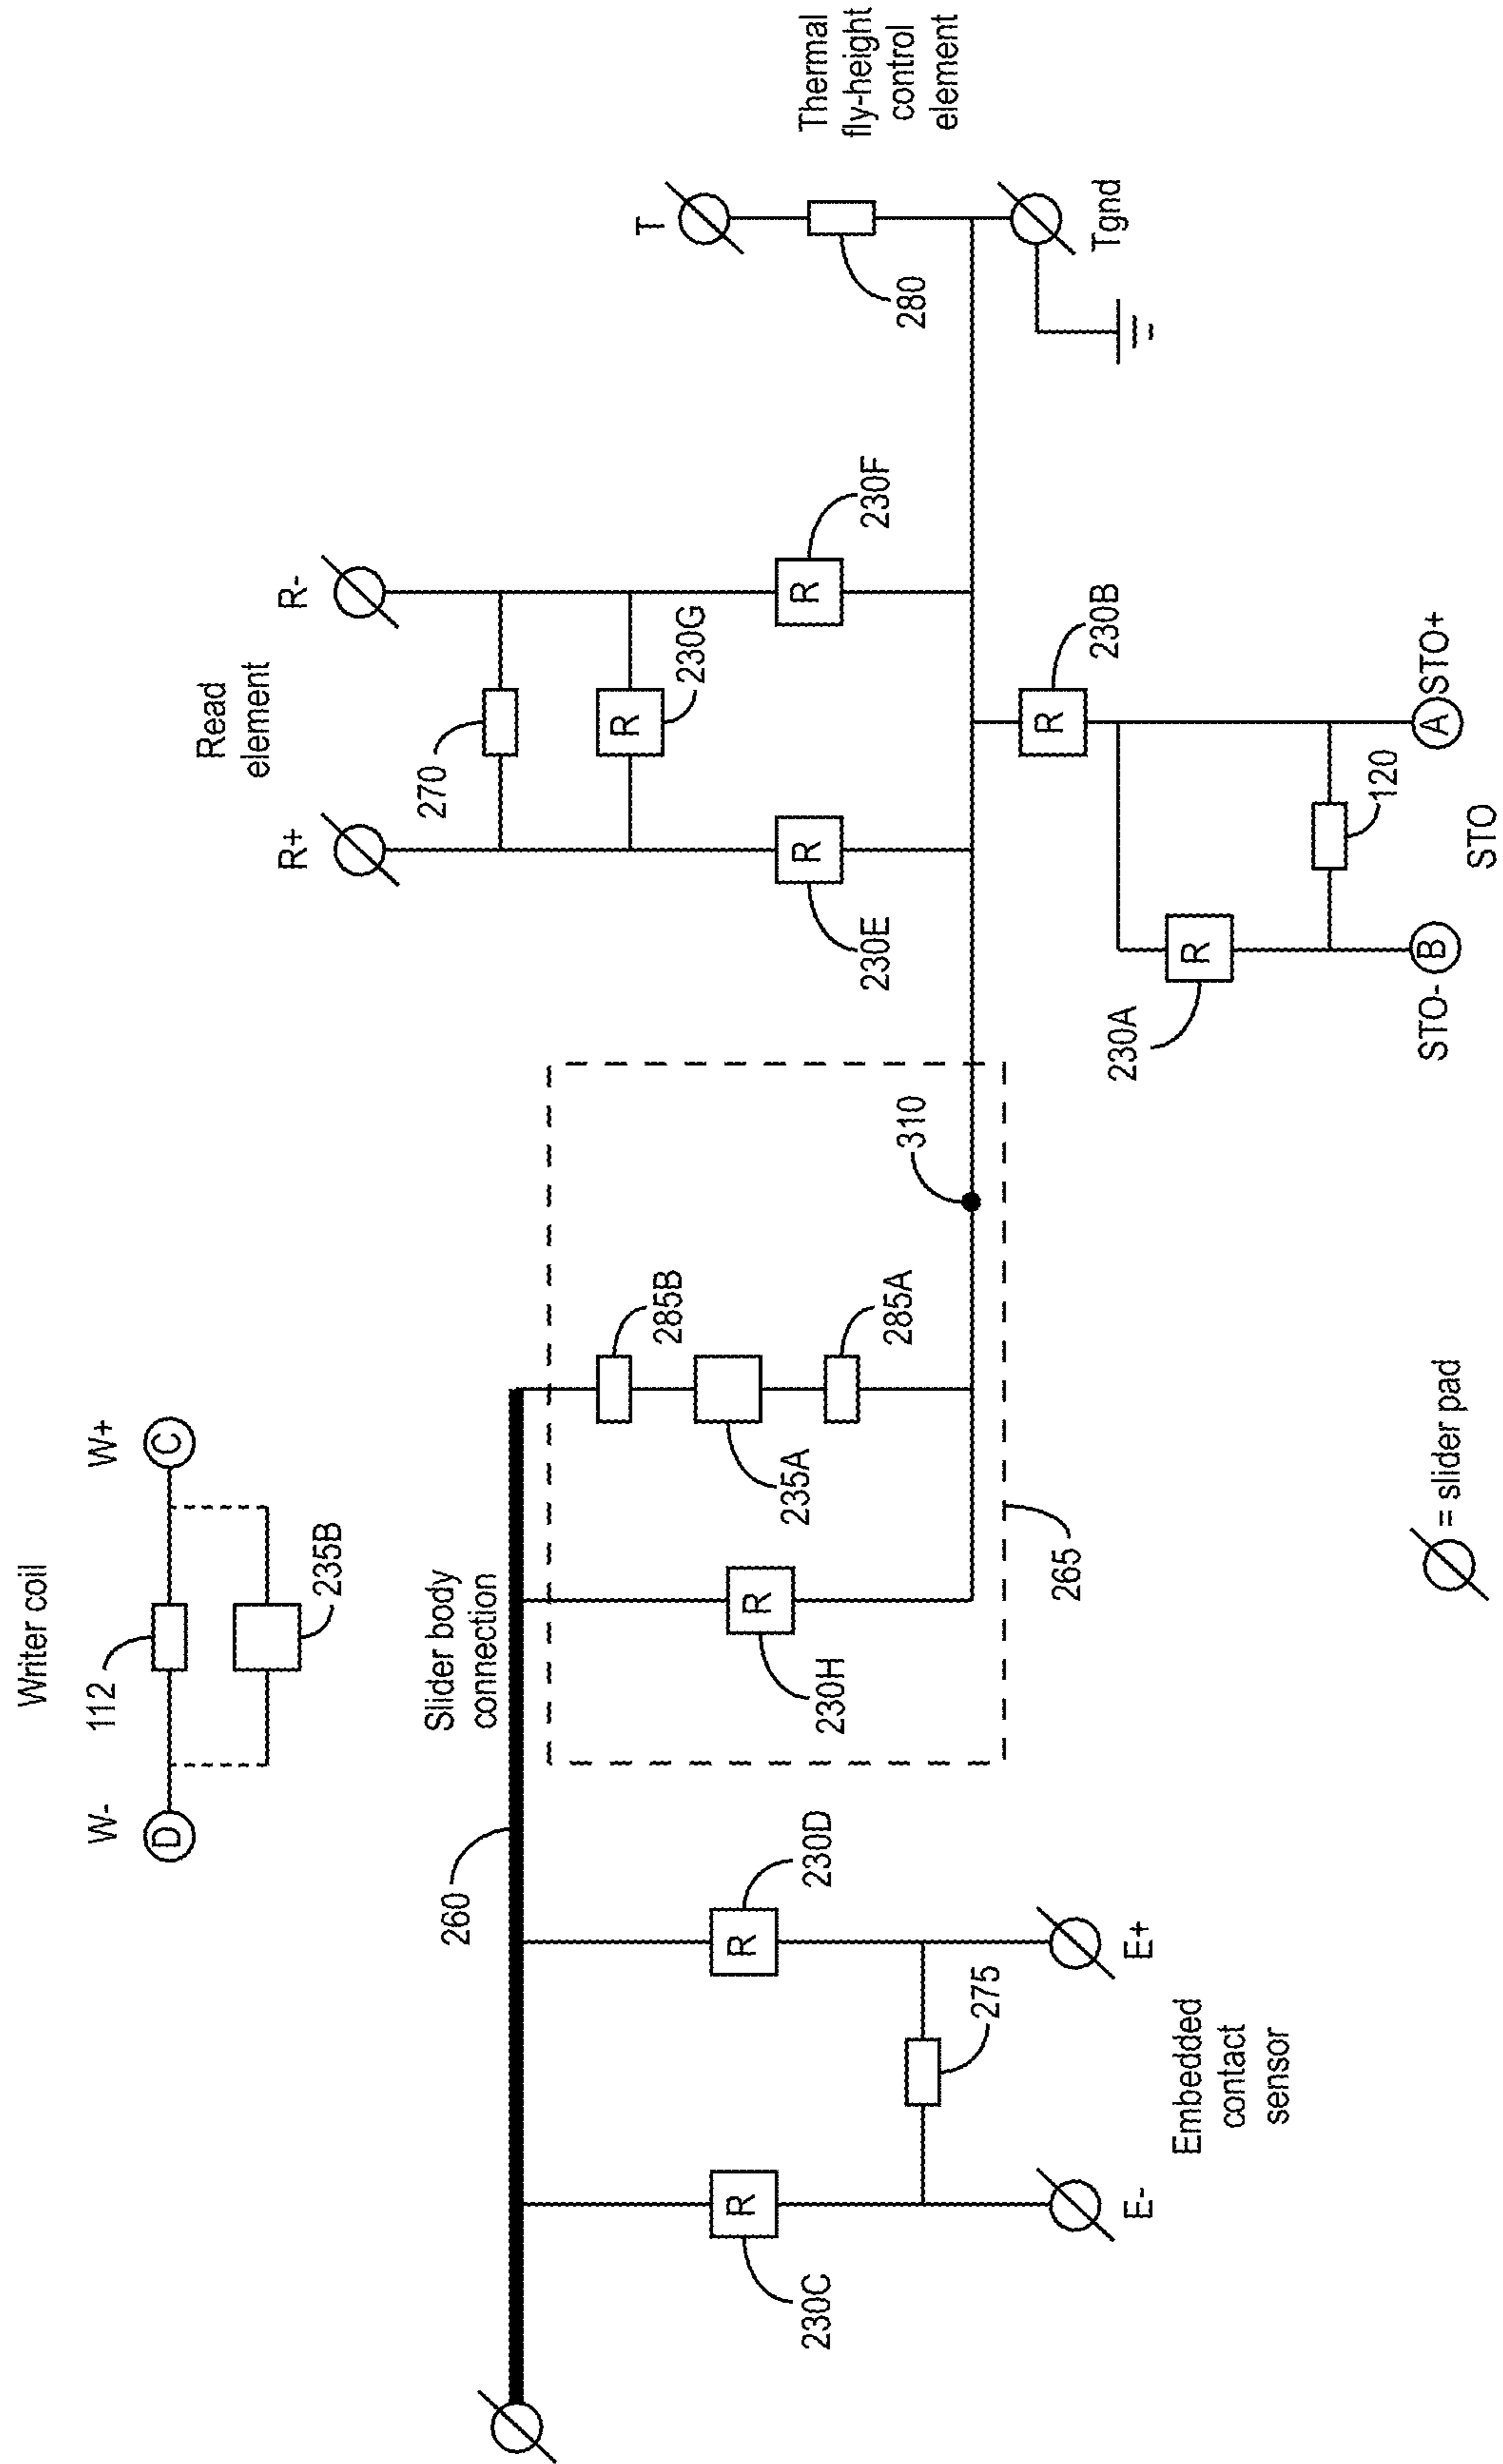 Writer coil
W-
112
W+
D
C
235B
Slider body
connection
260
Read
element
R+
R-
270
230G
230E
230F
Thermal
fly-height
control
element
T
280
Tgnd
285B
235A
285A
310
230H
265
R
R
R
R
R
R
R
R
230C
230D
275
E-
E+
Embedded
contact
sensor
230B
230A
120
STO-
B
A
STO+
STO
= slider pad